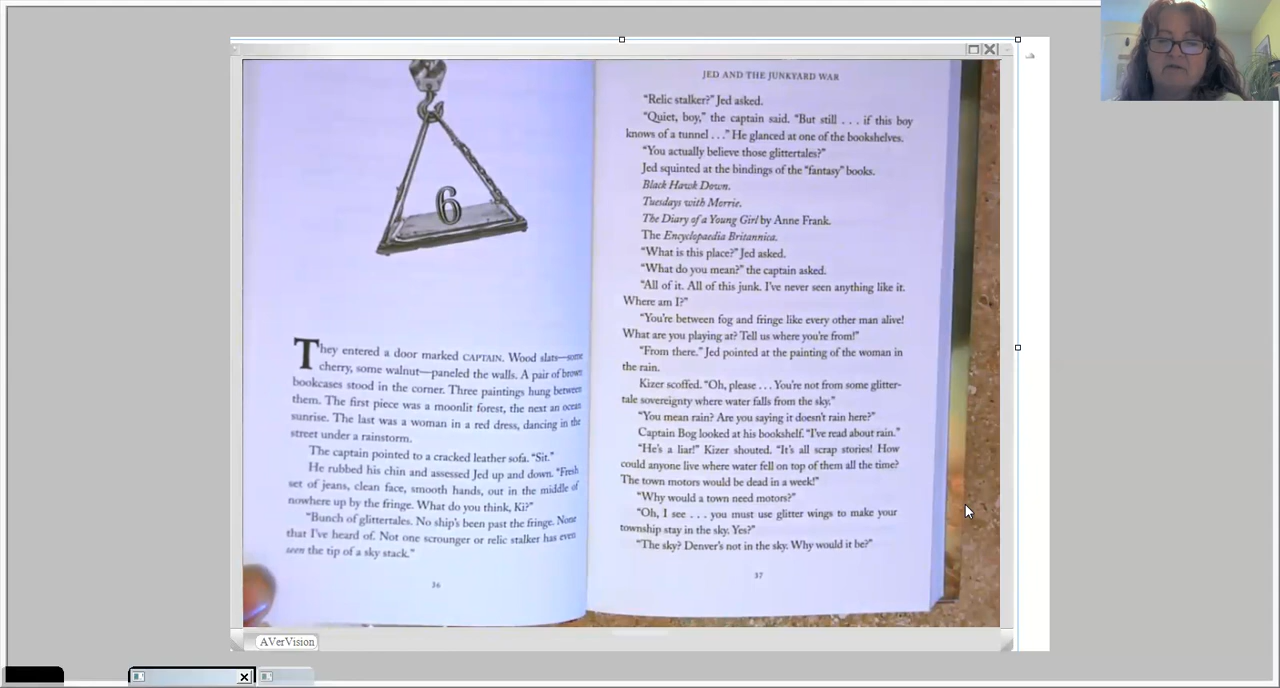 6
They entered a door marked CAPTAIN. Wood slats—some
cherry, some walnut—paneled the walls. A pair of brown
bookcases stood in the corner. Three paintings hung between
them. The first piece was a moonlit forest, the next an ocean
sunrise. The last was a woman in a red dress, dancing in the
street under a rainstorm.
The captain pointed to a cracked leather sofa. “Sit.”
He rubbed his chin and assessed Jed up and down. “Fresh
set of jeans, clean face, smooth hands, out in the middle of
nowhere up by the fringe. What do you think, Ki?”
“Bunch of glittertales. No ship’s been past the fringe. None
that I’ve heard of. Not one scrounger or relic stalker has even
seen the tip of a sky stack.”
36
JED AND THE JUNKYARD WAR
“Relic stalker?” Jed asked.
“Quiet, boy,” the captain said. “But still . . . if this boy
knows of a tunnel . . .” He glanced at one of the bookshelves.
“You actually believe those glittertales?”
Jed squinted at the bindings of the “fantasy” books.
Black Hawk Down.
Tuesdays with Morrie.
The Diary of a Young Girl by Anne Frank.
The Encyclopaedia Britannica.
“What is this place?” Jed asked.
“What do you mean?” the captain asked.
“All of it. All of this junk. I’ve never seen anything like it.
Where am I?”
“You’re between fog and fringe like every other man alive!
What are you playing at? Tell us where you’re from!”
“From there.” Jed pointed at the painting of the woman in
the rain.
Kizer scoffed. “Oh, please . . . You’re not from some glitter-
tale sovereignty where water falls from the sky.”
“You mean rain? Are you saying it doesn’t rain here?”
Captain Bog looked at his bookshelf. “I’ve read about rain.”
“He’s a liar!” Kizer shouted. “It’s all scrap stories! How
could anyone live where water fell on top of them all the time?
The town motors would be dead in a week!”
“Why would a town need motors?”
“Oh, I see . . . you must use glitter wings to make your
township stay in the sky. Yes?”
“The sky? Denver’s not in the sky. Why would it be?”
37
AVerVision